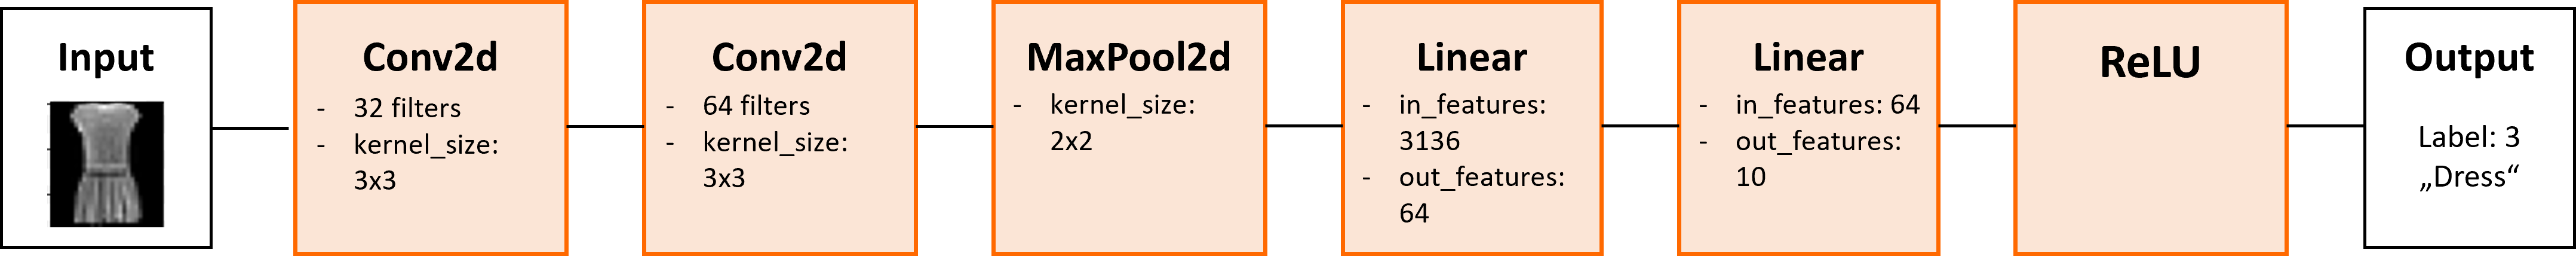 Input
Conv2d
- 32 filters
- kernel_size:
3x3
Conv2d
- 64 filters
- kernel_size:
3x3
MaxPool2d
- kernel_size:
2x2
Linear
- in_features:
3136
- out_features:
64
Linear
- in_features: 64
- out_features:
10
ReLU
Output
Label: 3
„Dress“